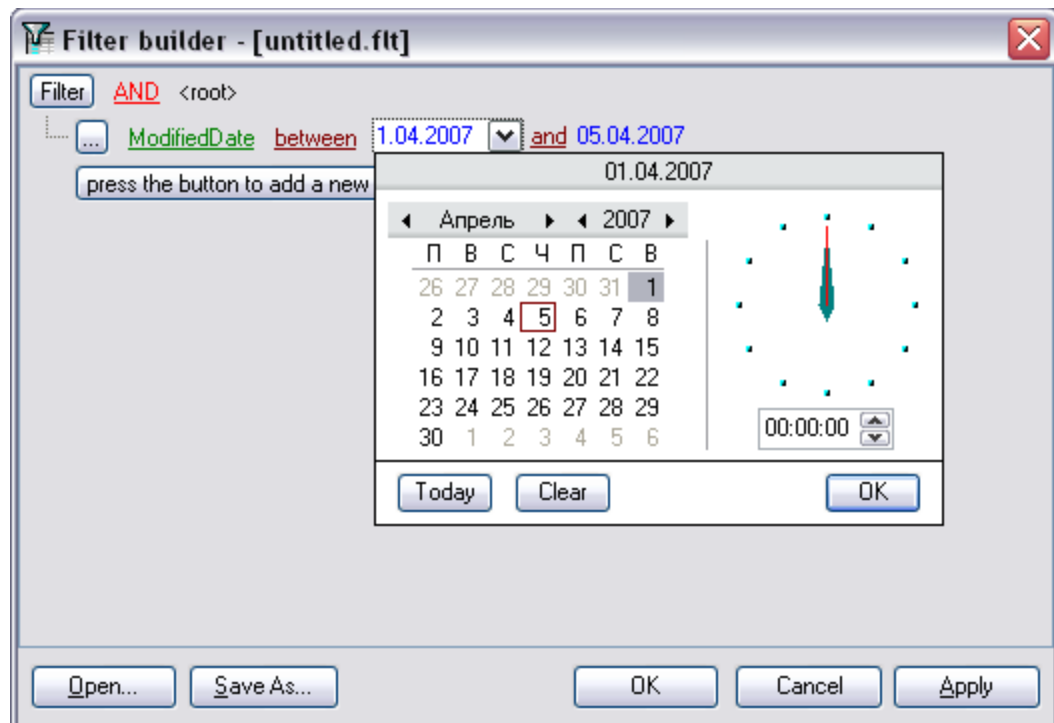 Filter builder - [untitled.flt]
Filter AND <root>
... ModifiedDate between 1.04.2007 and 05.04.2007
press the button to add a new
01.04.2007
Апрель 2007
П В С Ч П С В
26 27 28 29 30 31 1
2 3 4 5 6 7 8
9 10 11 12 13 14 15
16 17 18 19 20 21 22
23 24 25 26 27 28 29
30 1 2 3 4 5 6
00:00:00
Today Clear OK
Open... Save As... OK Cancel Apply